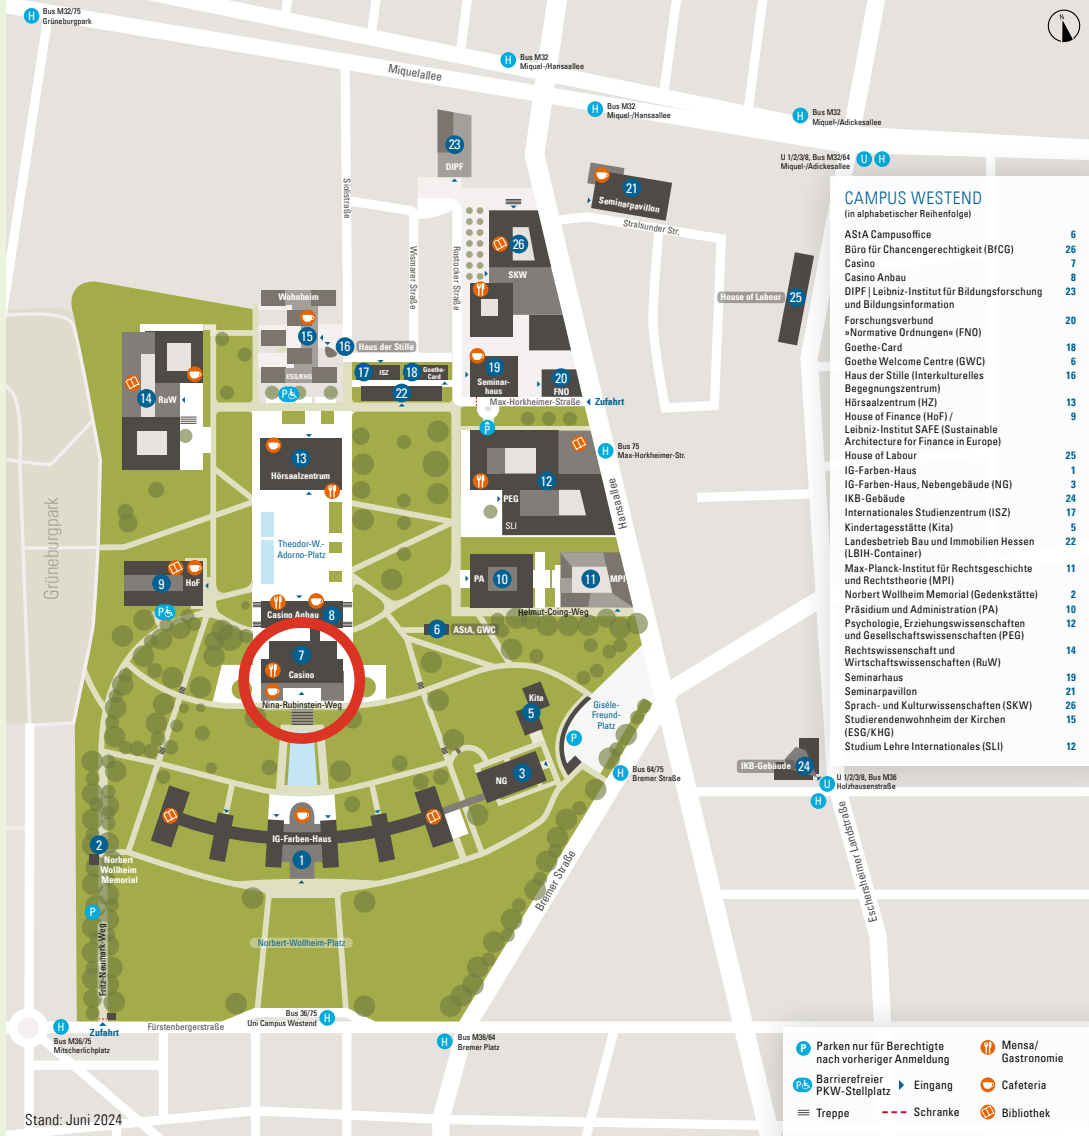 Bus M32/75
Grüneburgpark
N
Miquelallee
H
Bus M32
Miquel-/Hansaallee
H
Bus M32
Miquel-/Hansaallee
H
Bus M32
Miquel-/Adickesallee
H
U 1/2/3/8, Bus M32/64
Miquel-/Adickesallee
U
H
23
DIPF
21
Seminarpavillon
Stralsunder Str.
Siolistraße
Wismarer Straße
Rostocker Straße
26
SKW
House of Labour
25
Wohnheim
15
16
Haus der Stille
ESG/KHG
P
17
ISZ
18
Goethe-
Card
22
19
Seminar-
haus
20
FNO
Max-Horkheimer-Straße
Zufahrt
P
14
RuW
13
Hörsaalzentrum
H
Bus 75
Max-Horkheimer-Str.
12
PEG
SLI
Hansaallee
Grüneburgpark
Theodor-W.-
Adorno-Platz
9
HoF
P
PA
10
11
MPI
Helmut-Coing-Weg
Casino Anbau
8
6
AStA, GWC
7
Casino
Nina-Rubinstein-Weg
Kita
5
Gisèle-
Freund-
Platz
P
NG
3
H
Bus 64/75
Bremer Straße
IKB-Gebäude
24
U 1/2/3/8, Bus M36
Holzhausenstraße
U
H
IG-Farben-Haus
1
2
Norbert
Wollheim
Memorial
P
Fritz-Neumark-Weg
Norbert-Wollheim-Platz
Bremer Straße
Eschersheimer Landstraße
Bus 36/75
Uni Campus Westend
H
Zufahrt
Fürstenbergerstraße
H
Bus M36/75
Mitscherlichplatz
H
Bus M36/64
Bremer Platz
Stand: Juni 2024
CAMPUS WESTEND
(in alphabetischer Reihenfolge)
AStA Campusoffice 6
Büro für Chancengerechtigkeit (BfCG) 26
Casino 7
Casino Anbau 8
DIPF | Leibniz-Institut für Bildungsforschung 23
und Bildungsinformation
Forschungsverbund 20
»Normative Ordnungen« (FNO)
Goethe-Card 18
Goethe Welcome Centre (GWC) 6
Haus der Stille (Interkulturelles 16
Begegnungszentrum)
Hörsaalzentrum (HZ) 13
House of Finance (HoF) / 9
Leibniz-Institut SAFE (Sustainable
Architecture for Finance in Europe)
House of Labour 25
IG-Farben-Haus 1
IG-Farben-Haus, Nebengebäude (NG) 3
IKB-Gebäude 24
Internationales Studienzentrum (ISZ) 17
Kindertagesstätte (Kita) 5
Landesbetrieb Bau und Immobilien Hessen 22
(LBIH-Container)
Max-Planck-Institut für Rechtsgeschichte 11
und Rechtstheorie (MPI)
Norbert Wollheim Memorial (Gedenkstätte) 2
Präsidium und Administration (PA) 10
Psychologie, Erziehungswissenschaften 12
und Gesellschaftswissenschaften (PEG)
Rechtswissenschaft und 14
Wirtschaftswissenschaften (RuW)
Seminarhaus 19
Seminarpavillon 21
Sprach- und Kulturwissenschaften (SKW) 26
Studierendenwohnheim der Kirchen 15
(ESG/KHG)
Studium Lehre Internationales (SLI) 12
P
Parken nur für Berechtigte
nach vorheriger Anmeldung
Mensa/
Gastronomie
P
Barrierefreier
PKW-Stellplatz
Eingang
Cafeteria
Treppe
Schranke
Bibliothek